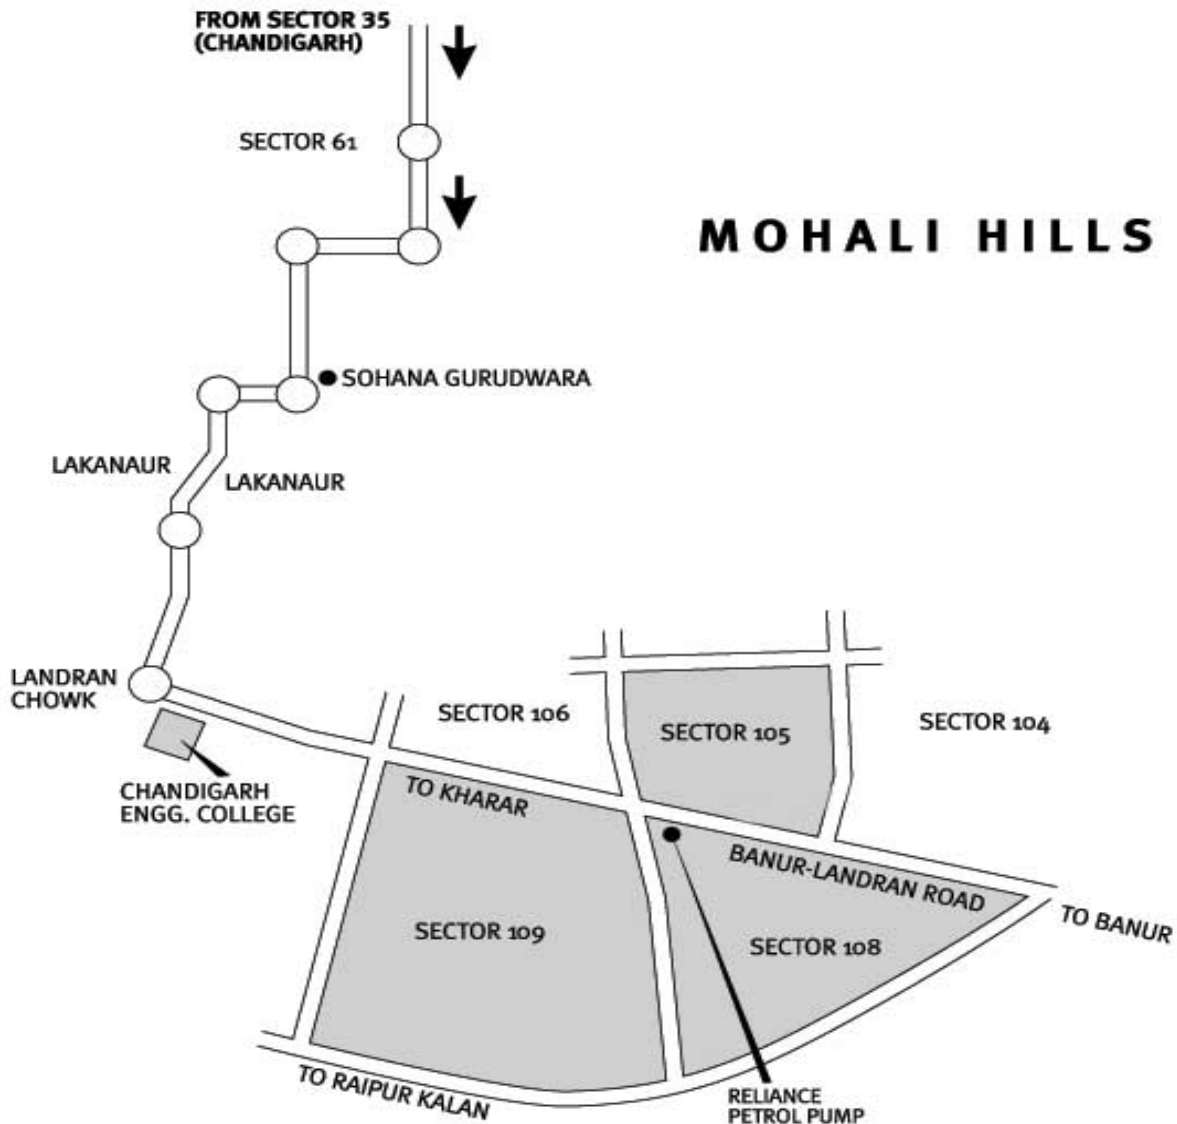 FROM SECTOR 35
(CHANDIGARH)
SECTOR 61
MOHALI HILLS
SOHANA GURUDWARA
LAKANAUR
LAKANAUR
LANDRAN
CHOWK
SECTOR 106
SECTOR 105
SECTOR 104
CHANDIGARH
ENGG. COLLEGE
TO KHARAR
BANUR-LANDRAN ROAD
TO BANUR
SECTOR 109
SECTOR 108
TO RAIPUR KALAN
RELIANCE
PETROL PUMP